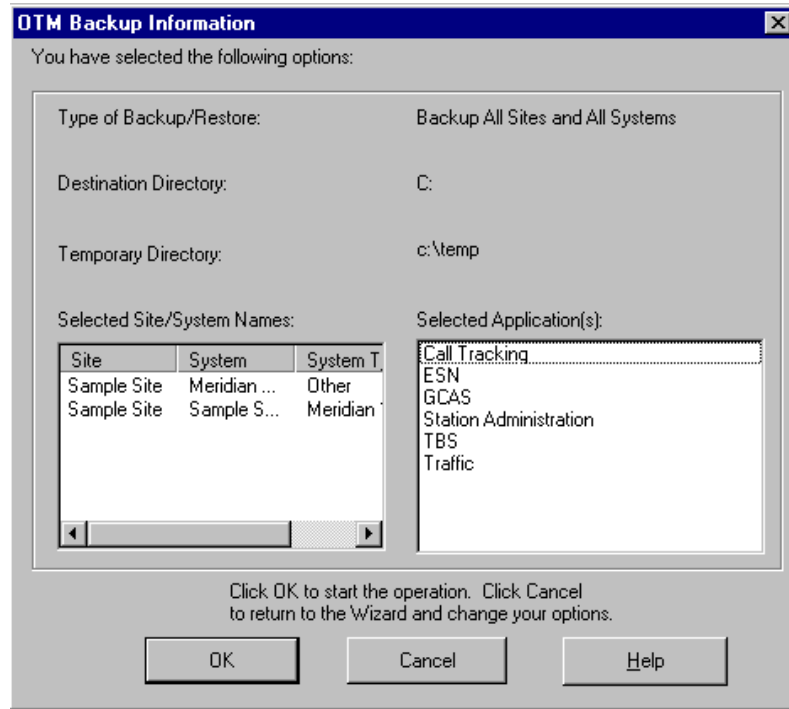 OTM Backup Information
You have selected the following options:
Type of Backup/Restore: Backup All Sites and All Systems
Destination Directory: C:
Temporary Directory: c:\temp
Selected Site/System Names: Selected Application(s):
Site System System T
Sample Site Meridian ... Other
Sample Site Sample S... Meridian
Call Tracking
ESN
GCAS
Station Administration
TBS
Traffic
Click OK to start the operation. Click Cancel
to return to the Wizard and change your options.
OK Cancel Help